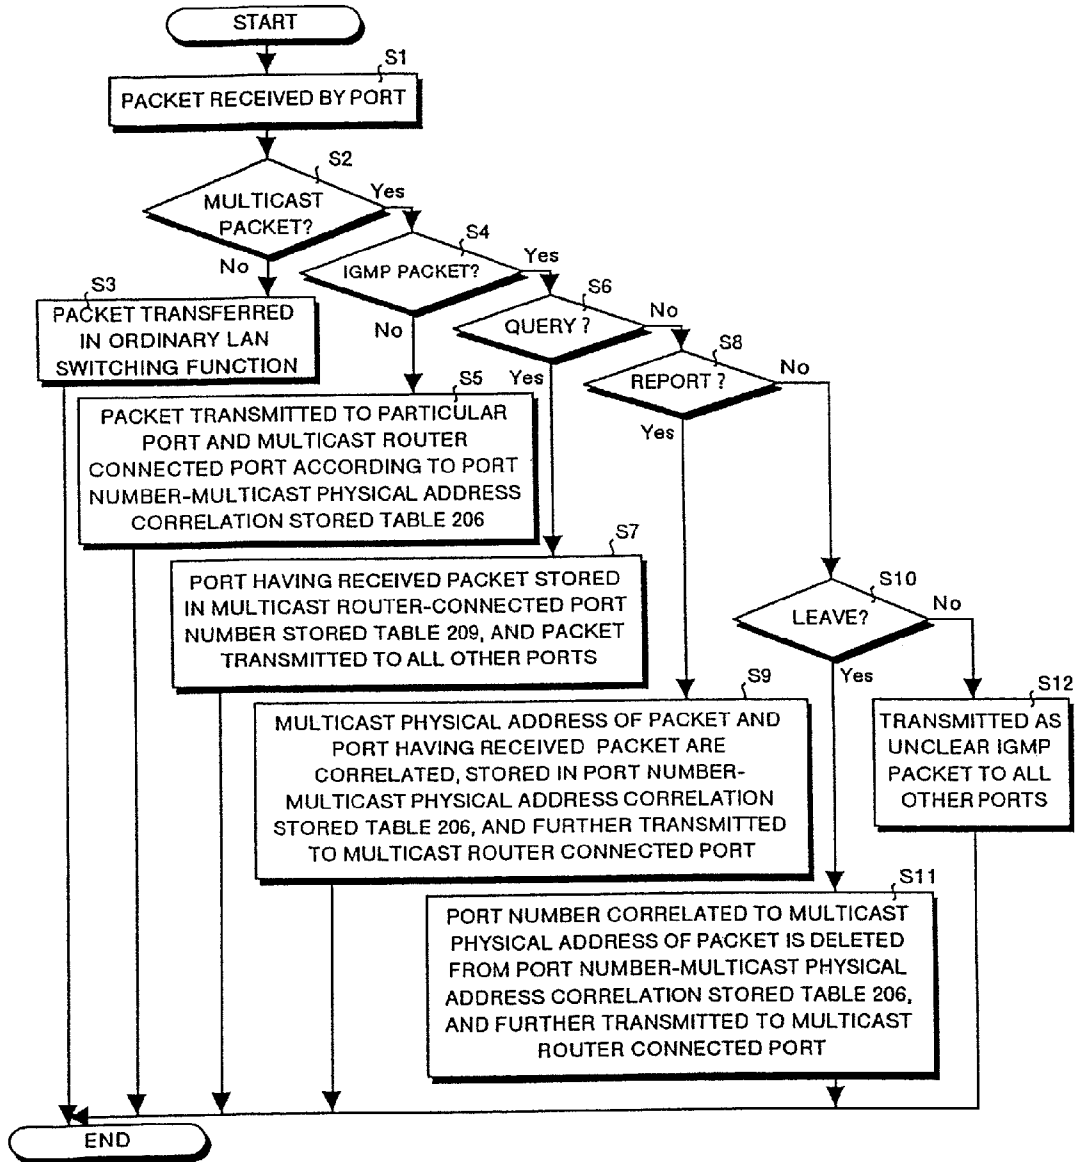 START
S1
PACKET RECEIVED BY PORT
S2
MULTICAST
PACKET?
Yes
No
S4
IGMP PACKET?
Yes
No
S3
PACKET TRANSFERRED
IN ORDINARY LAN
SWITCHING FUNCTION
S6
QUERY ?
No
Yes
S8
REPORT ?
No
Yes
S5
PACKET TRANSMITTED TO PARTICULAR
PORT AND MULTICAST ROUTER
CONNECTED PORT ACCORDING TO PORT
NUMBER-MULTICAST PHYSICAL ADDRESS
CORRELATION STORED TABLE 206
S7
PORT HAVING RECEIVED PACKET STORED
IN MULTICAST ROUTER-CONNECTED PORT
NUMBER STORED TABLE 209, AND PACKET
TRANSMITTED TO ALL OTHER PORTS
S10
LEAVE?
No
Yes
S9
MULTICAST PHYSICAL ADDRESS OF PACKET AND
PORT HAVING RECEIVED PACKET ARE
CORRELATED, STORED IN PORT NUMBER-
MULTICAST PHYSICAL ADDRESS CORRELATION
STORED TABLE 206, AND FURTHER TRANSMITTED
TO MULTICAST ROUTER CONNECTED PORT
S12
TRANSMITTED AS
UNCLEAR IGMP
PACKET TO ALL
OTHER PORTS
S11
PORT NUMBER CORRELATED TO MULTICAST
PHYSICAL ADDRESS OF PACKET IS DELETED
FROM PORT NUMBER-MULTICAST PHYSICAL
ADDRESS CORRELATION STORED TABLE 206,
AND FURTHER TRANSMITTED TO MULTICAST
ROUTER CONNECTED PORT
END